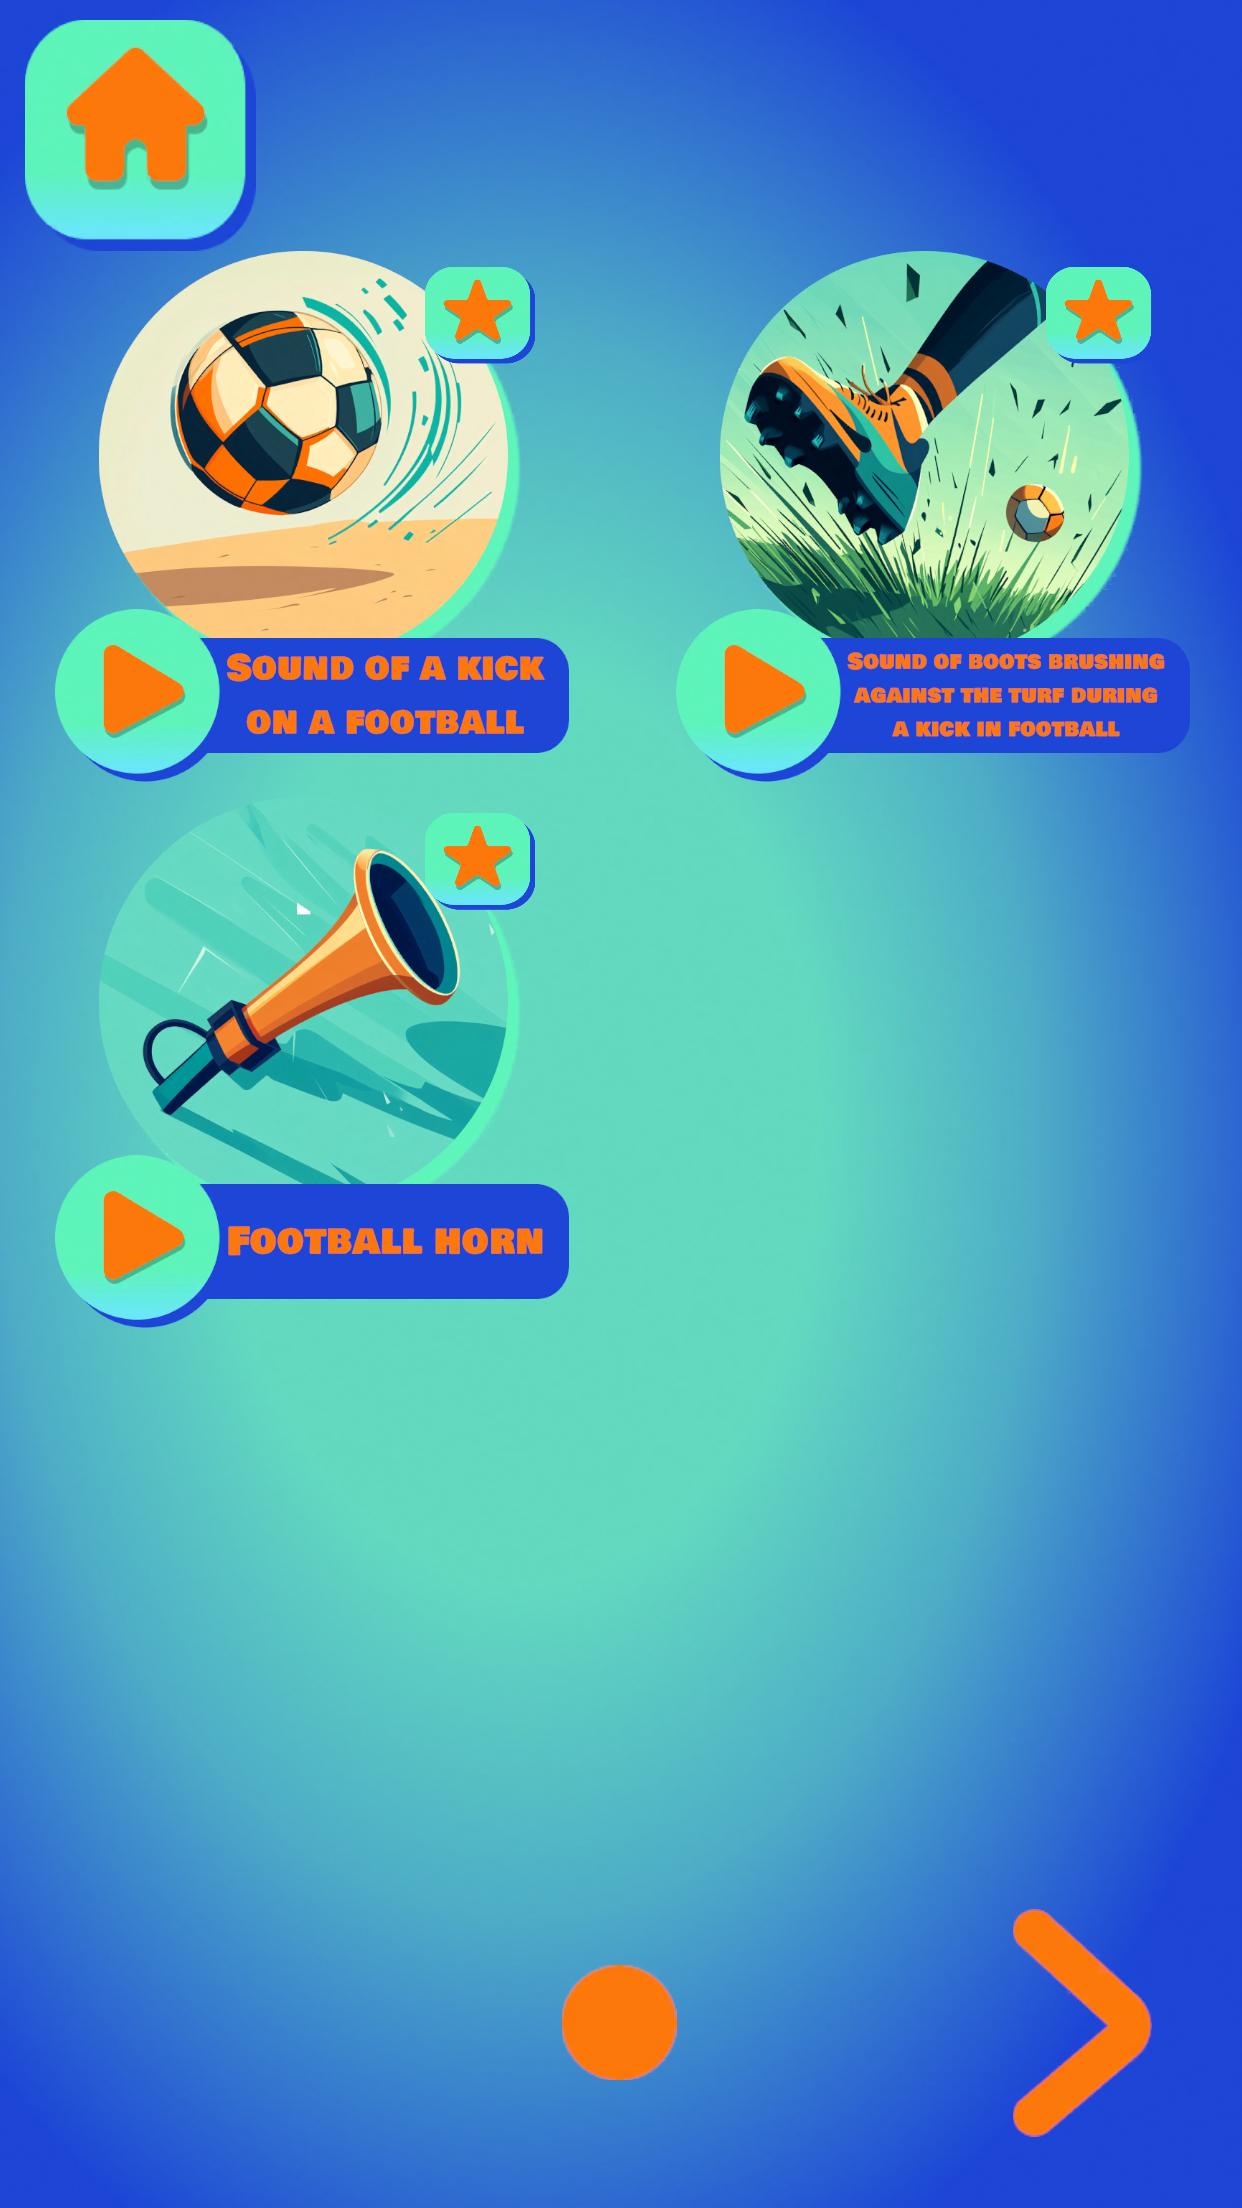 Sound of a kick
on a football
Sound of boots brushing
against the turf during
a kick in football
Football horn